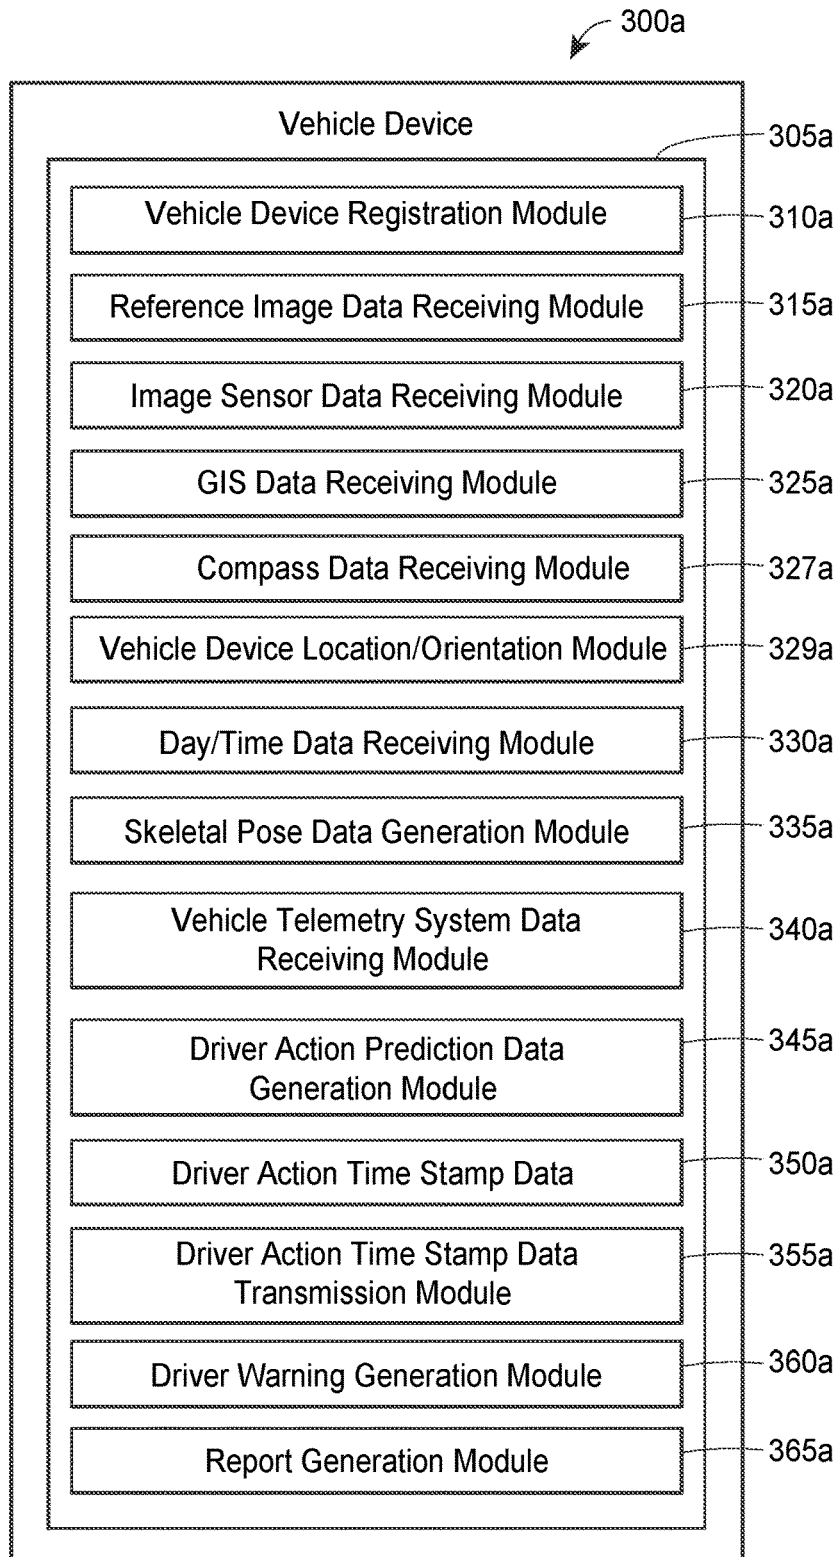 300a
Vehicle Device
305a
Vehicle Device Registration Module
310a
Reference Image Data Receiving Module
315a
Image Sensor Data Receiving Module
320a
GIS Data Receiving Module
325a
Compass Data Receiving Module
327a
Vehicle Device Location/Orientation Module
329a
Day/Time Data Receiving Module
330a
Skeletal Pose Data Generation Module
335a
Vehicle Telemetry System Data
Receiving Module
340a
Driver Action Prediction Data
Generation Module
345a
Driver Action Time Stamp Data
350a
Driver Action Time Stamp Data
Transmission Module
355a
Driver Warning Generation Module
360a
Report Generation Module
365a